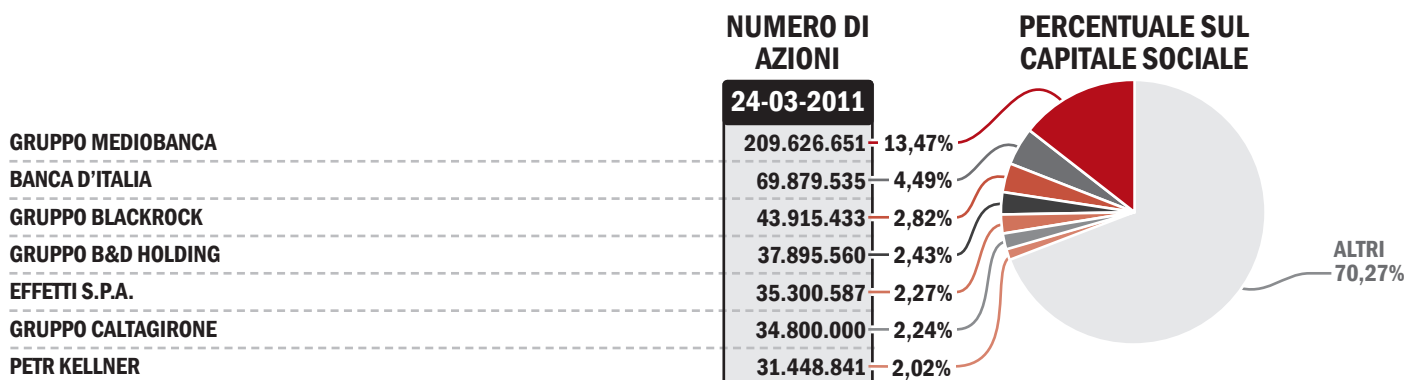 NUMERO DI
AZIONI
PERCENTUALE SUL
CAPITALE SOCIALE
24-03-2011
GRUPPO MEDIOBANCA 209.626.651 13,47%
BANCA D’ITALIA 69.879.535 4,49%
GRUPPO BLACKROCK 43.915.433 2,82%
GRUPPO B&D HOLDING 37.895.560 2,43%
ALTRI
70,27%
EFFETTI S.P.A. 35.300.587 2,27%
GRUPPO CALTAGIRONE 34.800.000 2,24%
PETR KELLNER 31.448.841 2,02%